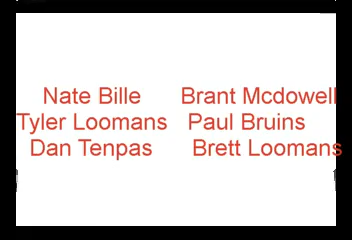 Nate Bille Brant Mcdowell
Tyler Loomans Paul Bruins
Dan Tenpas Brett Loomans